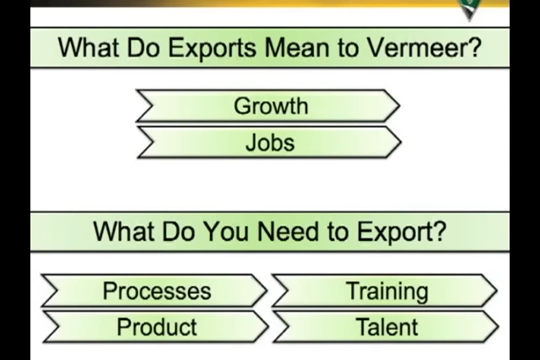 What Do Exports Mean to Vermeer?
Growth
Jobs
What Do You Need to Export?
Processes
Training
Product
Talent